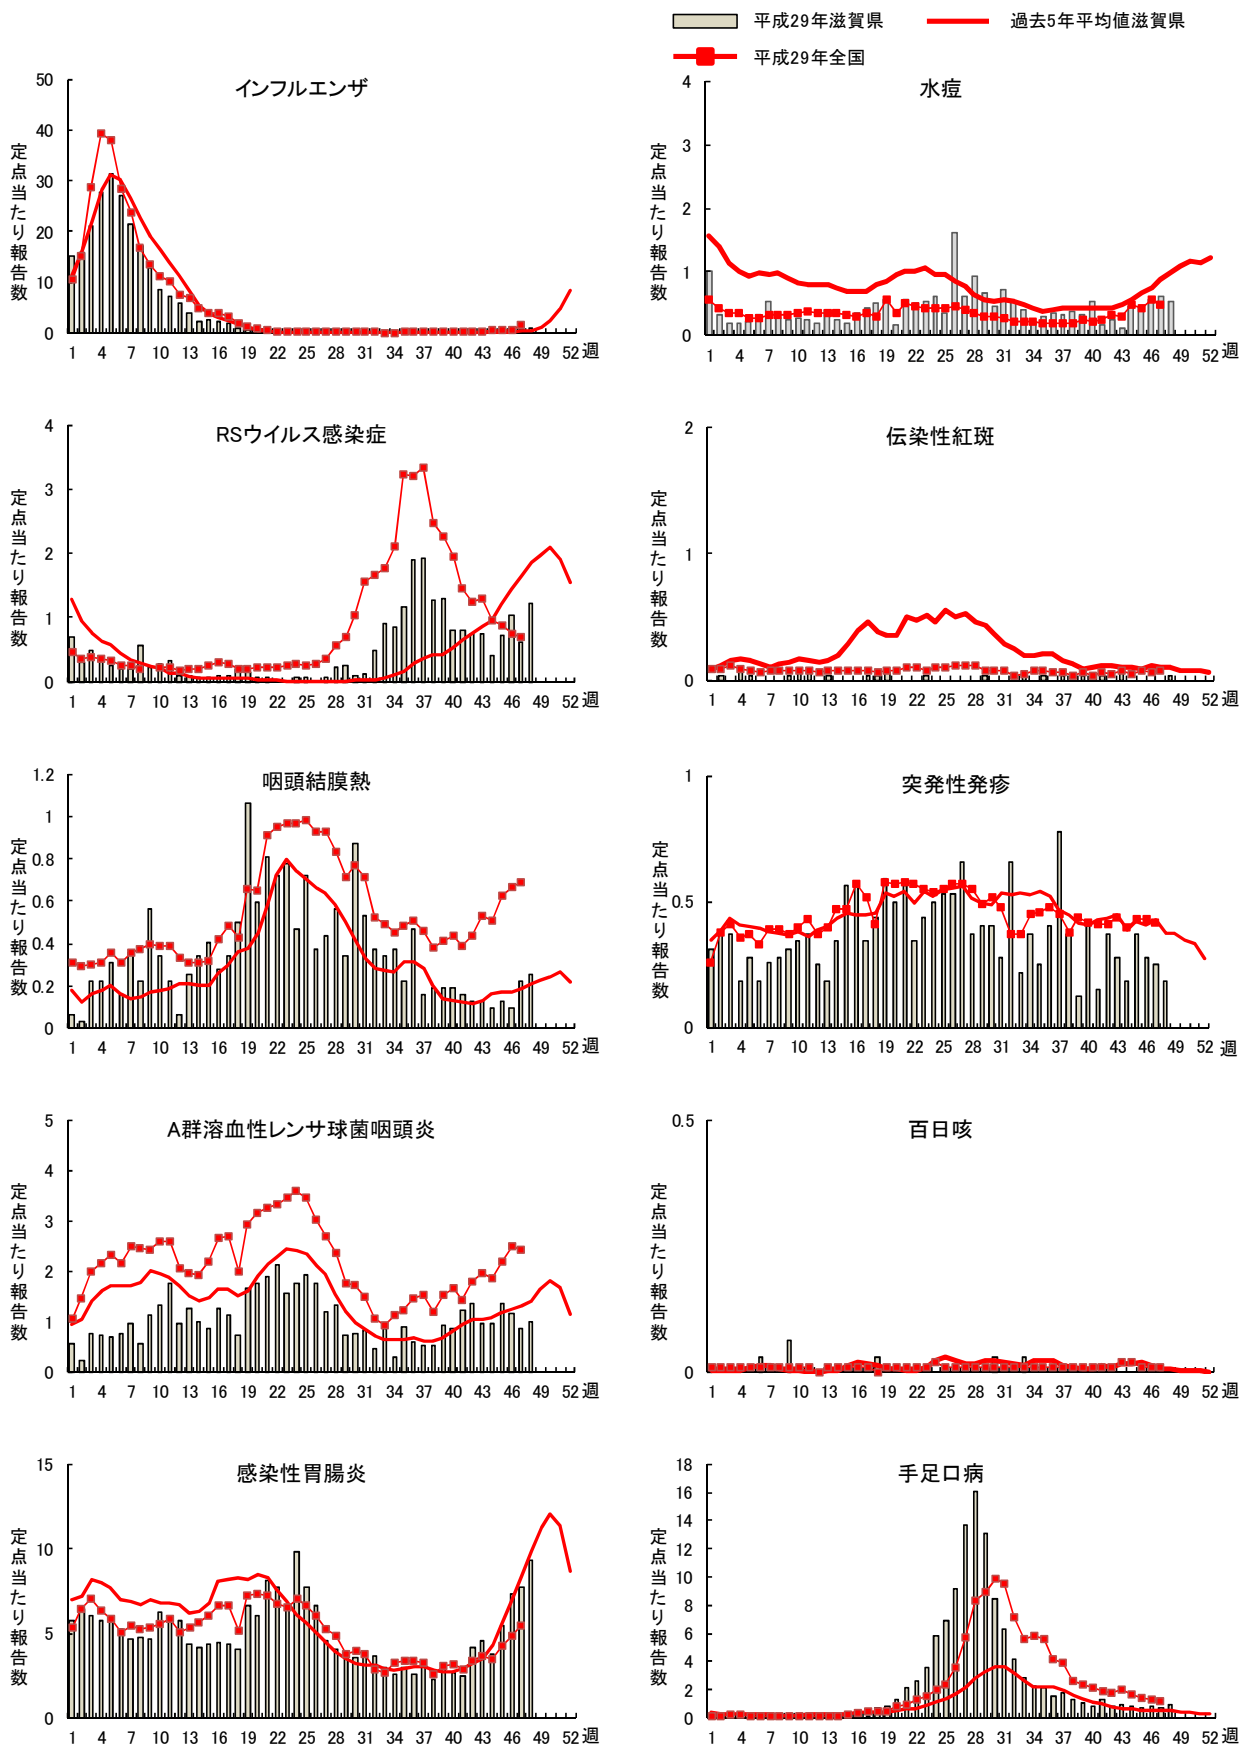 平成29年滋賀県
過去5年平均値滋賀県
平成29年全国
インフルエンザ
定点当たり報告数
50
40
30
20
10
0
1 4 7 10 13 16 19 22 25 28 31 34 37 40 43 46 49 52 週
水痘
定点当たり報告数
4
3
2
1
0
1 4 7 10 13 16 19 22 25 28 31 34 37 40 43 46 49 52 週
RSウイルス感染症
定点当たり報告数
4
3
2
1
0
1 4 7 10 13 16 19 22 25 28 31 34 37 40 43 46 49 52 週
伝染性紅斑
定点当たり報告数
2
1
0
1 4 7 10 13 16 19 22 25 28 31 34 37 40 43 46 49 52 週
咽頭結膜熱
定点当たり報告数
1.2
1
0.8
0.6
0.4
0.2
0
1 4 7 10 13 16 19 22 25 28 31 34 37 40 43 46 49 52 週
突発性発疹
定点当たり報告数
1
0.5
0
1 4 7 10 13 16 19 22 25 28 31 34 37 40 43 46 49 52 週
A群溶血性レンサ球菌咽頭炎
定点当たり報告数
5
4
3
2
1
0
1 4 7 10 13 16 19 22 25 28 31 34 37 40 43 46 49 52 週
百日咳
定点当たり報告数
0.5
0
1 4 7 10 13 16 19 22 25 28 31 34 37 40 43 46 49 52 週
感染性胃腸炎
定点当たり報告数
15
10
5
0
1 4 7 10 13 16 19 22 25 28 31 34 37 40 43 46 49 52 週
手足口病
定点当たり報告数
18
16
14
12
10
8
6
4
2
0
1 4 7 10 13 16 19 22 25 28 31 34 37 40 43 46 49 52 週